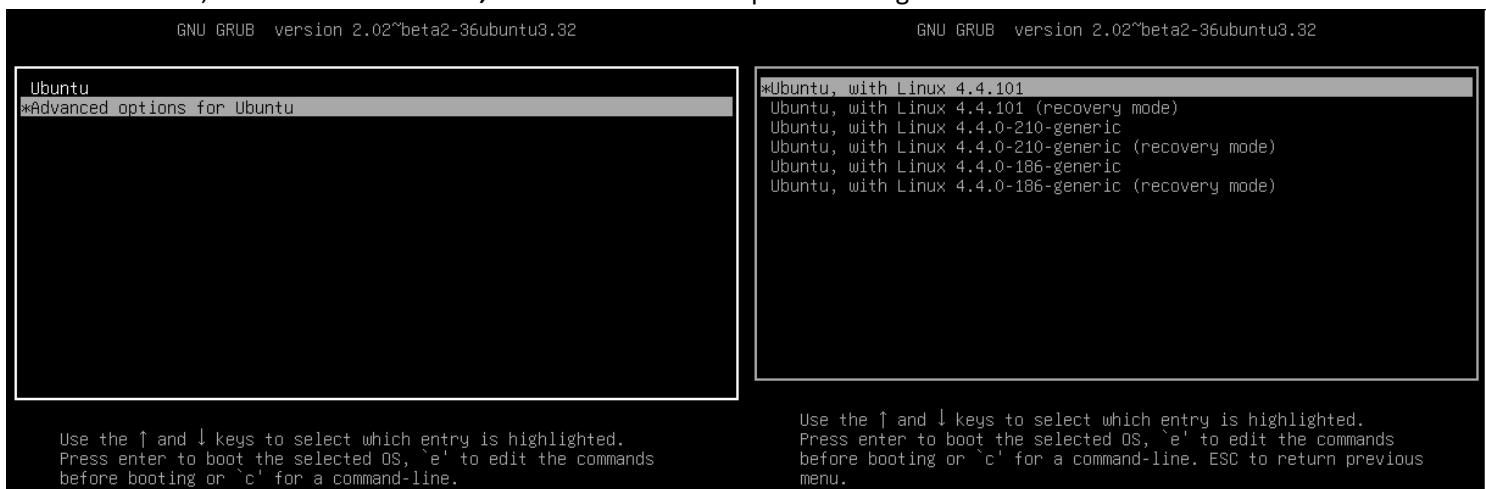 GNU GRUB version 2.02~beta2-36ubuntu3.32
Ubuntu
*Advanced options for Ubuntu
Use the ↑ and ↓ keys to select which entry is highlighted.
Press enter to boot the selected OS, `e' to edit the commands
before booting or `c' for a command-line.
GNU GRUB version 2.02~beta2-36ubuntu3.32
*Ubuntu, with Linux 4.4.101
Ubuntu, with Linux 4.4.101 (recovery mode)
Ubuntu, with Linux 4.4.0-210-generic
Ubuntu, with Linux 4.4.0-210-generic (recovery mode)
Ubuntu, with Linux 4.4.0-186-generic
Ubuntu, with Linux 4.4.0-186-generic (recovery mode)
Use the ↑ and ↓ keys to select which entry is highlighted.
Press enter to boot the selected OS, `e' to edit the commands
before booting or `c' for a command-line. ESC to return previous
menu.